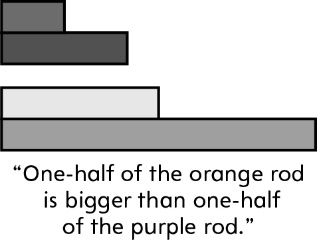 “One-half of the orange rod
is bigger than one-half
of the purple rod.”